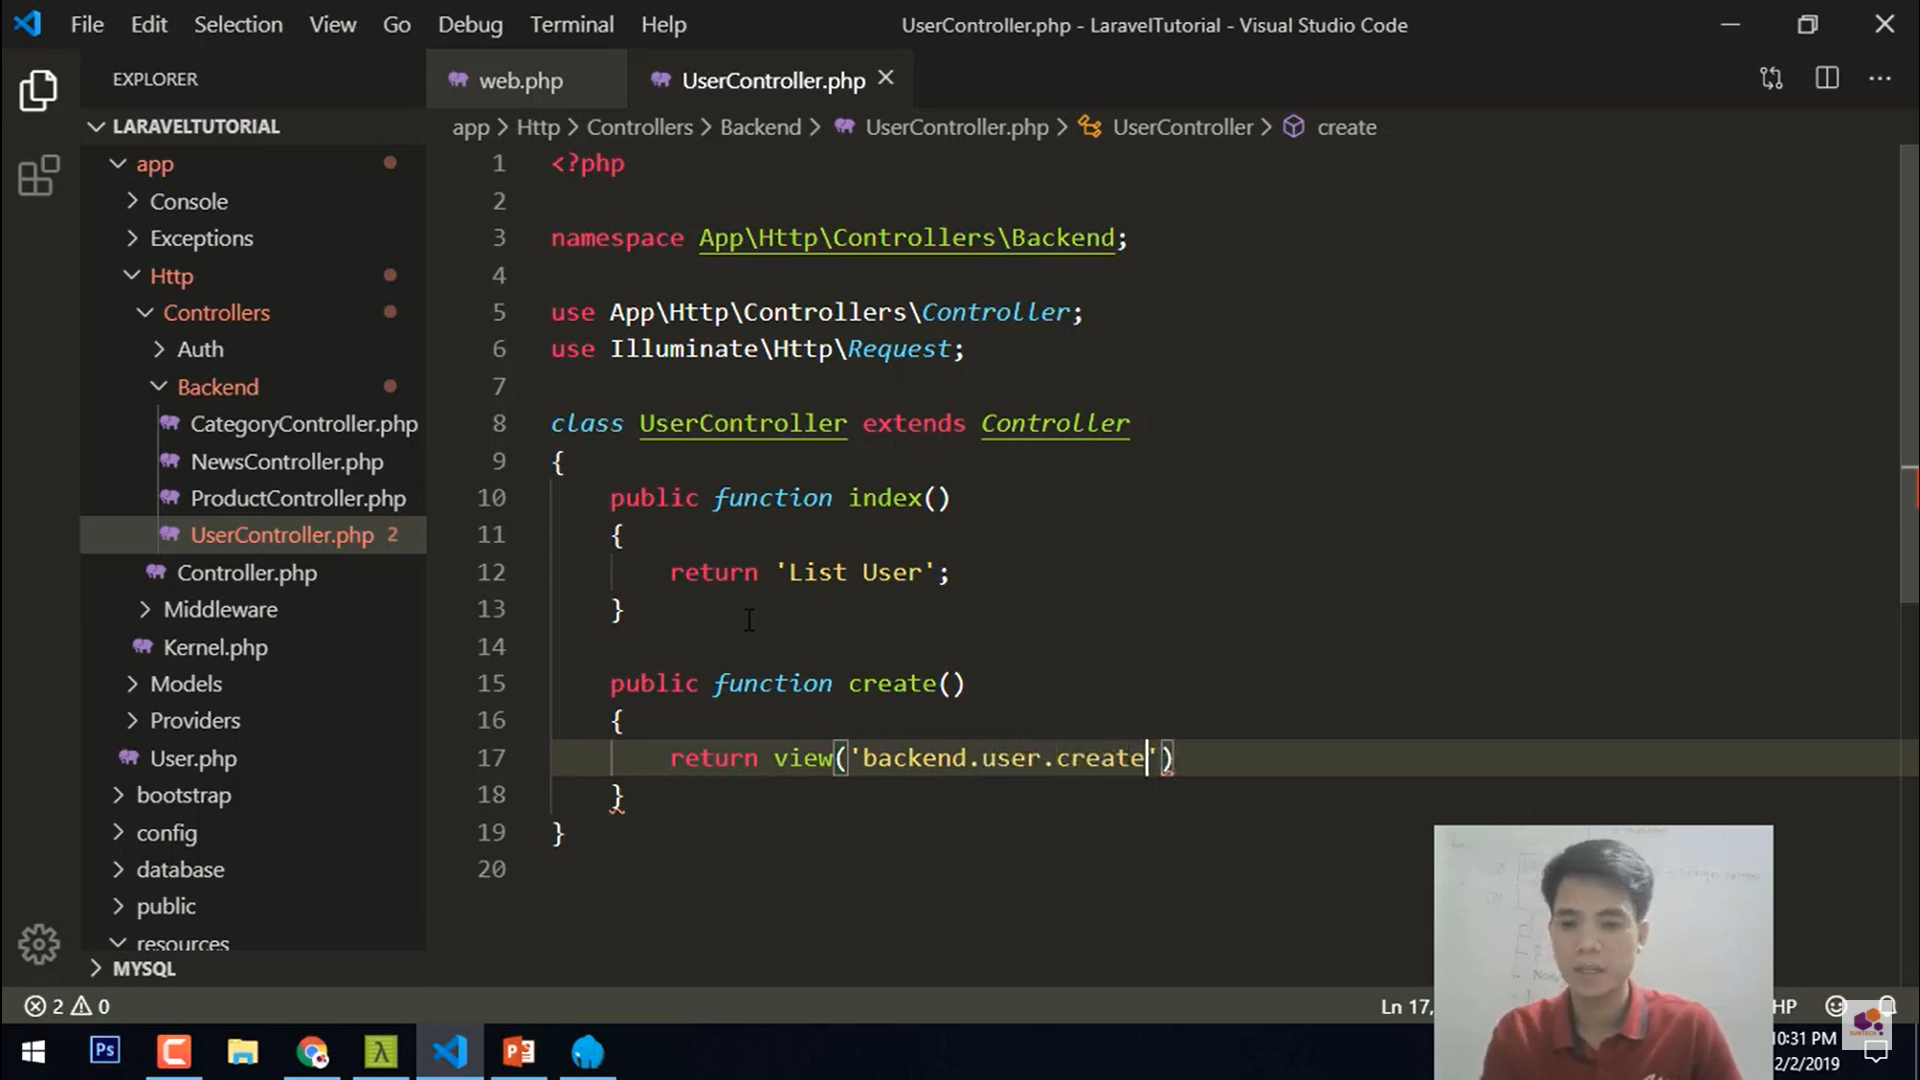 File Edit Selection View Go Debug Terminal Help
UserController.php - LaravelTutorial - Visual Studio Code
EXPLORER
web.php
UserController.php
LARAVELTUTORIAL
app > Http > Controllers > Backend > UserController.php > UserController > create
app
Console
Exceptions
Http
Controllers
Auth
Backend
CategoryController.php
NewsController.php
ProductController.php
UserController.php 2
Controller.php
Middleware
Kernel.php
Models
Providers
User.php
bootstrap
config
database
public
resources
MYSQL
1 <?php
2
3 namespace App\Http\Controllers\Backend;
4
5 use App\Http\Controllers\Controller;
6 use Illuminate\Http\Request;
7
8 class UserController extends Controller
9 {
10 public function index()
11 {
12 return 'List User';
13 }
14
15 public function create()
16 {
17 return view('backend.user.create')
18 }
19 }
20
2 0
Ln 17,
HP
SUNTECH
Ps
10:31 PM
2/2/2019